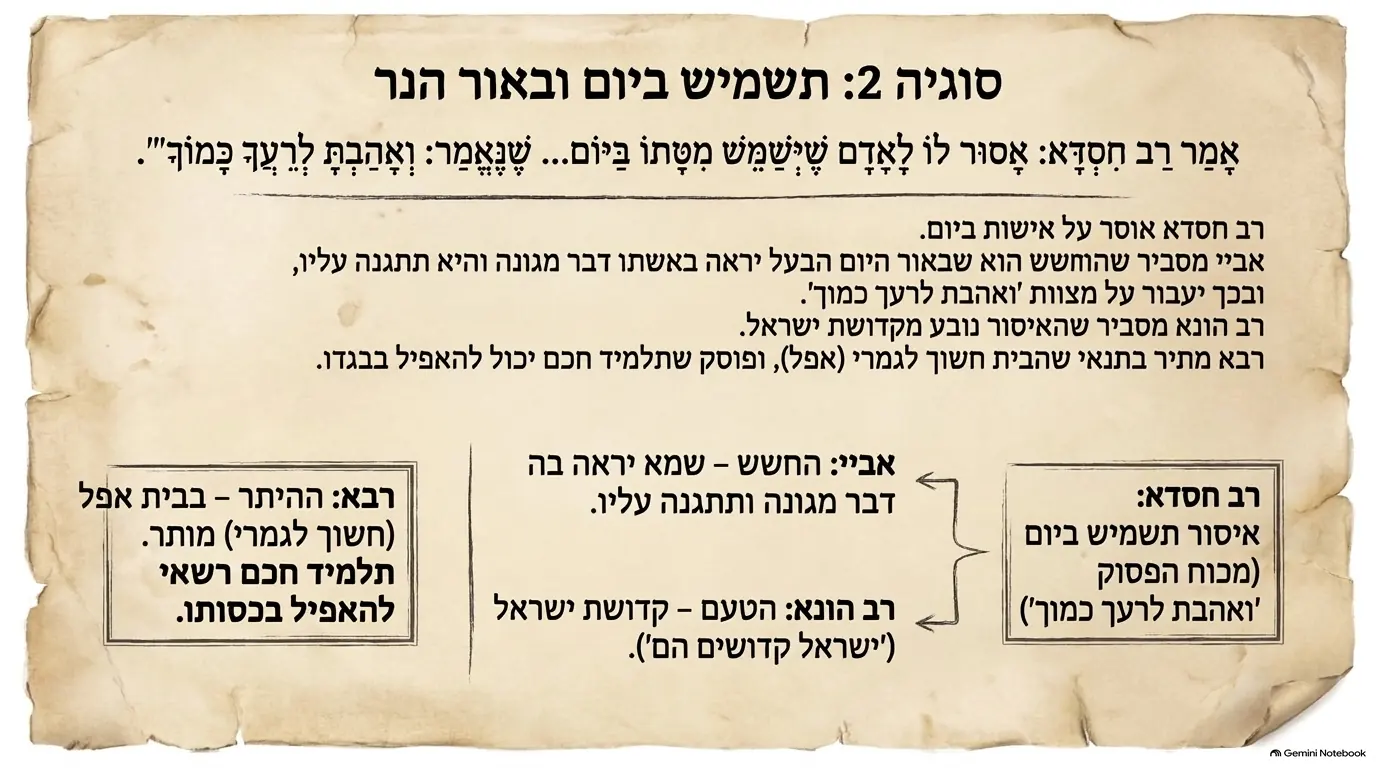 סוגיה 2: תשמיש ביום ובאור הנר
אָמַר רַב חִסְדָּא: אָסוּר לוֹ לָאָדָם שֶׁיְּשַׁמֵּשׁ מִטָּתוֹ בַּיּוֹם... שֶׁנֶּאֱמַר: וְאָהַבְתָּ לְרֵעֲךָ כָּמוֹךָ'".
רב חסדא אוסר על אישות ביום.
אביי מסביר שהחשש הוא שבאור היום הבעל יראה באשתו דבר מגונה והיא תתגנה עליו,
ובכך יעבור על מצוות 'ואהבת לרעך כמוך'.
רב הונא מסביר שהאיסור נובע מקדושת ישראל.
רבא מתיר בתנאי שהבית חשוך לגמרי (אפל), ופוסק שתלמיד חכם יכול להאפיל בבגדו.
רב חסדא:
איסור תשמיש ביום
(מכוח הפסוק
'ואהבת לרעך כמוך')
אביי: החשש – שמא יראה בה
דבר מגונה ותתגנה עליו.
רב הונא: הטעם – קדושת ישראל
('ישראל קדושים הם').
רבא: ההיתר – בבית אפל
(חשוך לגמרי) מותר.
תלמיד חכם רשאי
להאפיל בכסותו.
Gemini Notebook